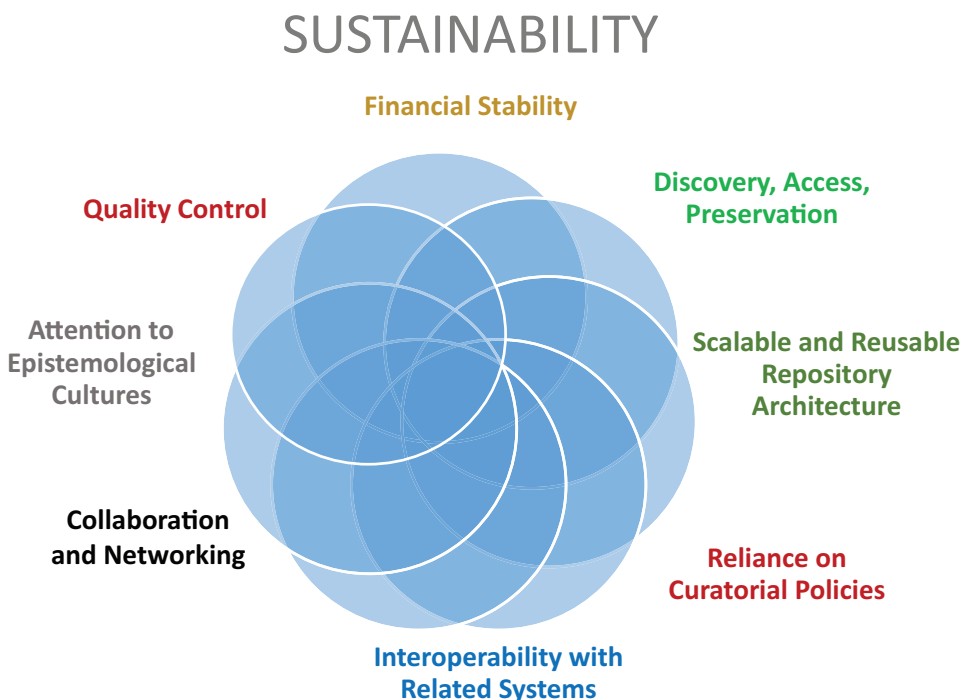 SUSTAINABILITY
Financial Stability
Discovery, Access,
Preservation
Quality Control
Attention to
Epistemological
Cultures
Scalable and Reusable
Repository
Architecture
Collaboration
and Networking
Reliance on
Curatorial Policies
Interoperability with
Related Systems